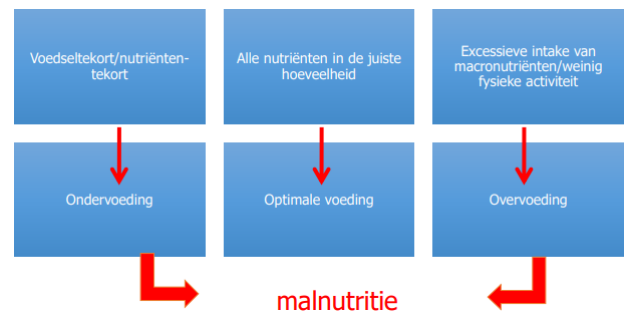 Voedseltekort/nutriënten-
tekort
Alle nutriënten in de juiste
hoeveelheid
Excessieve intake van
macronutriënten/weinig
fysieke activiteit
Ondervoeding
Optimale voeding
Overvoeding
malnutritie